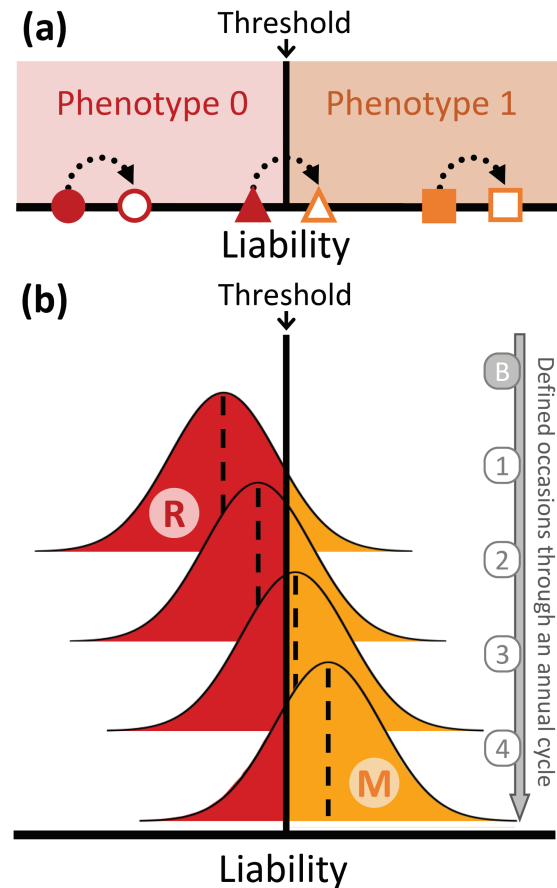 (a)
Threshold
Phenotype 0
Phenotype 1
Liability
(b)
Threshold
R
M
B
1
2
3
4
Defined occasions through an annual cycle
Liability